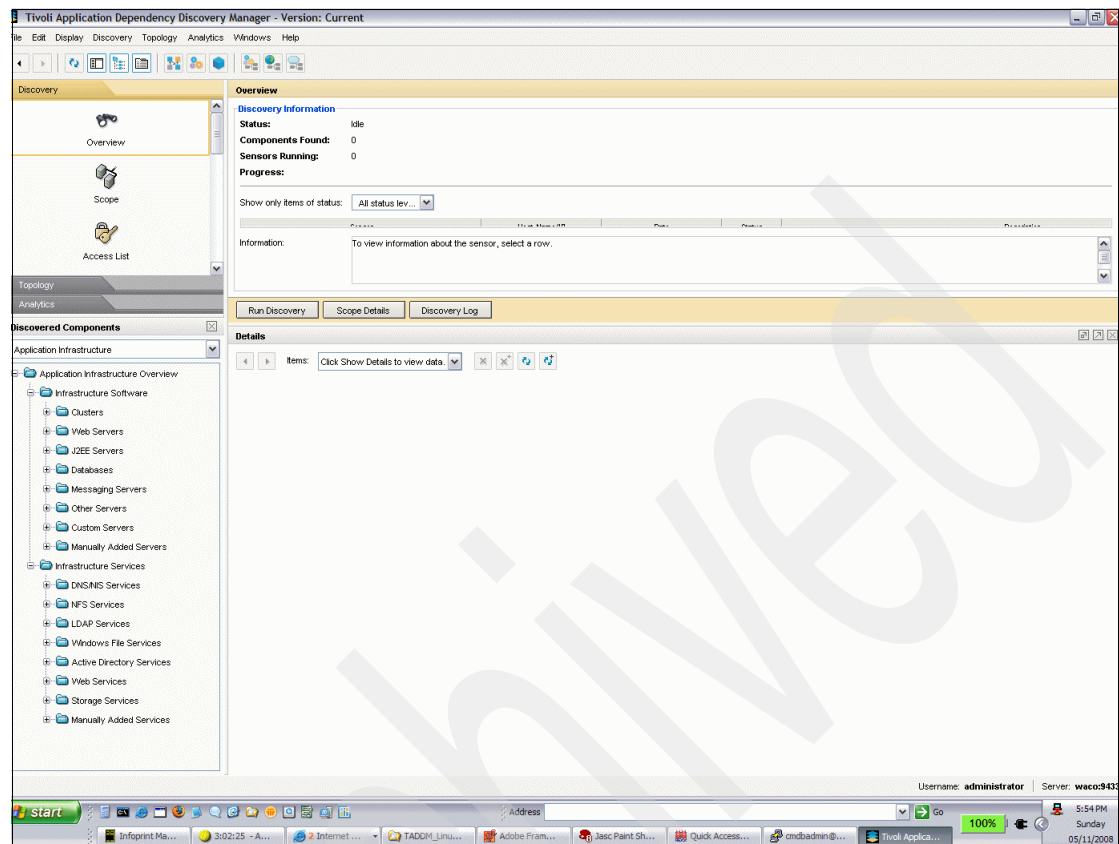 Tivoli Application Dependency Discovery Manager - Version: Current
ile Edit Display Discovery Topology Analytics Windows Help
Discovery
Overview
Scope
Access List
Topology
Analytics
Overview
Discovery Information
Status: Idle
Components Found: 0
Sensors Running: 0
Progress:
Show only items of status: All status lev...
Information: To view information about the sensor, select a row.
Run Discovery Scope Details Discovery Log
Discovered Components
Application Infrastructure
Application Infrastructure Overview
Infrastructure Software
Clusters
Web Servers
J2EE Servers
Databases
Messaging Servers
Other Servers
Custom Servers
Manually Added Servers
Infrastructure Services
DNS/NIS Services
NFS Services
LDAP Services
Windows File Services
Active Directory Services
Web Services
Storage Services
Manually Added Services
Details
Items: Click Show Details to view data.
hived
Username: administrator Server: waco:9433
start Address Go 100% 5:54 PM
Sunday
05/11/2008
Infoprint Ma... 3:02:25 - A... 2 Internet ... TADDM_Linu... Adobe Fram... Jasc Paint Sh... Quick Access... cmdbadmin@... Tivoli Applica...